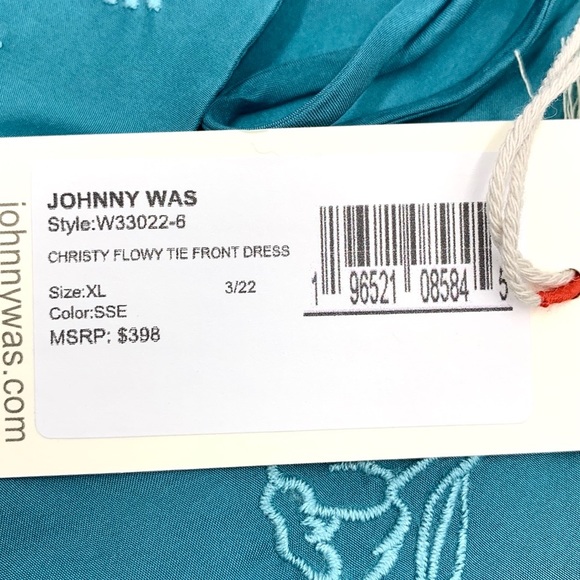 JOHNNY WAS
Style:W33022-6
CHRISTY FLOWY TIE FRONT DRESS
Size:XL 3/22
Color:SSE
MSRP: $398
1 96521 08584 5
johnnywas.com